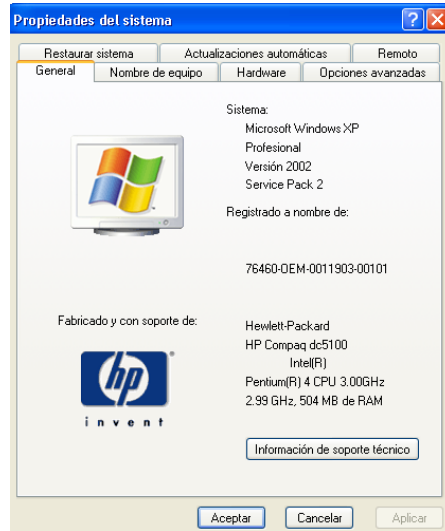 Propiedades del sistema
Restaurar sistema
Actualizaciones automáticas
Remoto
General
Nombre de equipo
Hardware
Opciones avanzadas
Sistema:
Microsoft Windows XP
Profesional
Versión 2002
Service Pack 2
Registrado a nombre de:
76460-OEM-0011903-00101
Fabricado y con soporte de:
hp
invent
Hewlett-Packard
HP Compaq dc5100
Intel(R)
Pentium(R) 4 CPU 3.00GHz
2.99 GHz, 504 MB de RAM
Información de soporte técnico
Aceptar
Cancelar
Aplicar